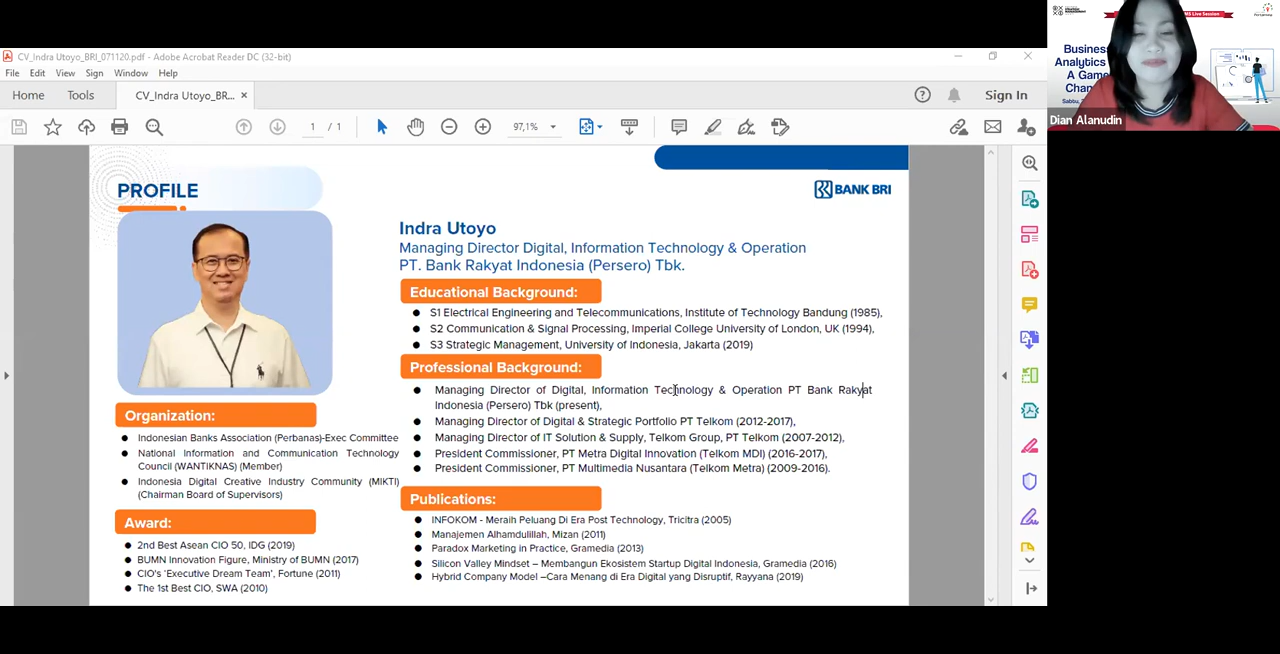 CV_Indra Utoyo_BRI_071120.pdf - Adobe Acrobat Reader DC (32-bit)
File Edit View Sign Window Help
Home Tools CV_Indra Utoyo_BRI_... × Sign In
1 / 1 97,1%
PROFILE
BANK BRI
Indra Utoyo
Managing Director Digital, Information Technology & Operation
PT. Bank Rakyat Indonesia (Persero) Tbk.
Educational Background:
S1 Electrical Engineering and Telecommunications, Institute of Technology Bandung (1985),
S2 Communication & Signal Processing, Imperial College University of London, UK (1994),
S3 Strategic Management, University of Indonesia, Jakarta (2019)
Professional Background:
Managing Director of Digital, Information Technology & Operation PT Bank Rakyat
Indonesia (Persero) Tbk (present),
Managing Director of Digital & Strategic Portfolio PT Telkom (2012-2017),
Managing Director of IT Solution & Supply, Telkom Group, PT Telkom (2007-2012),
President Commissioner, PT Metra Digital Innovation (Telkom MDI) (2016-2017),
President Commissioner, PT Multimedia Nusantara (Telkom Metra) (2009-2016).
Organization:
Indonesian Banks Association (Perbanas)-Exec Committee
National Information and Communication Technology
Council (WANTIKNAS) (Member)
Indonesia Digital Creative Industry Community (MIKTI)
(Chairman Board of Supervisors)
Award:
2nd Best Asean CIO 50, IDG (2019)
BUMN Innovation Figure, Ministry of BUMN (2017)
CIO's 'Executive Dream Team', Fortune (2011)
The 1st Best CIO, SWA (2010)
Publications:
INFOKOM - Meraih Peluang Di Era Post Technology, Tricitra (2005)
Manajemen Alhamdulillah, Mizan (2011)
Paradox Marketing in Practice, Gramedia (2013)
Silicon Valley Mindset – Membangun Ekosistem Startup Digital Indonesia, Gramedia (2016)
Hybrid Company Model –Cara Menang di Era Digital yang Disruptif, Rayyana (2019)
Live Session
Business
Analytics
A Game
Chan
Sabtu,
Dian Alanudin